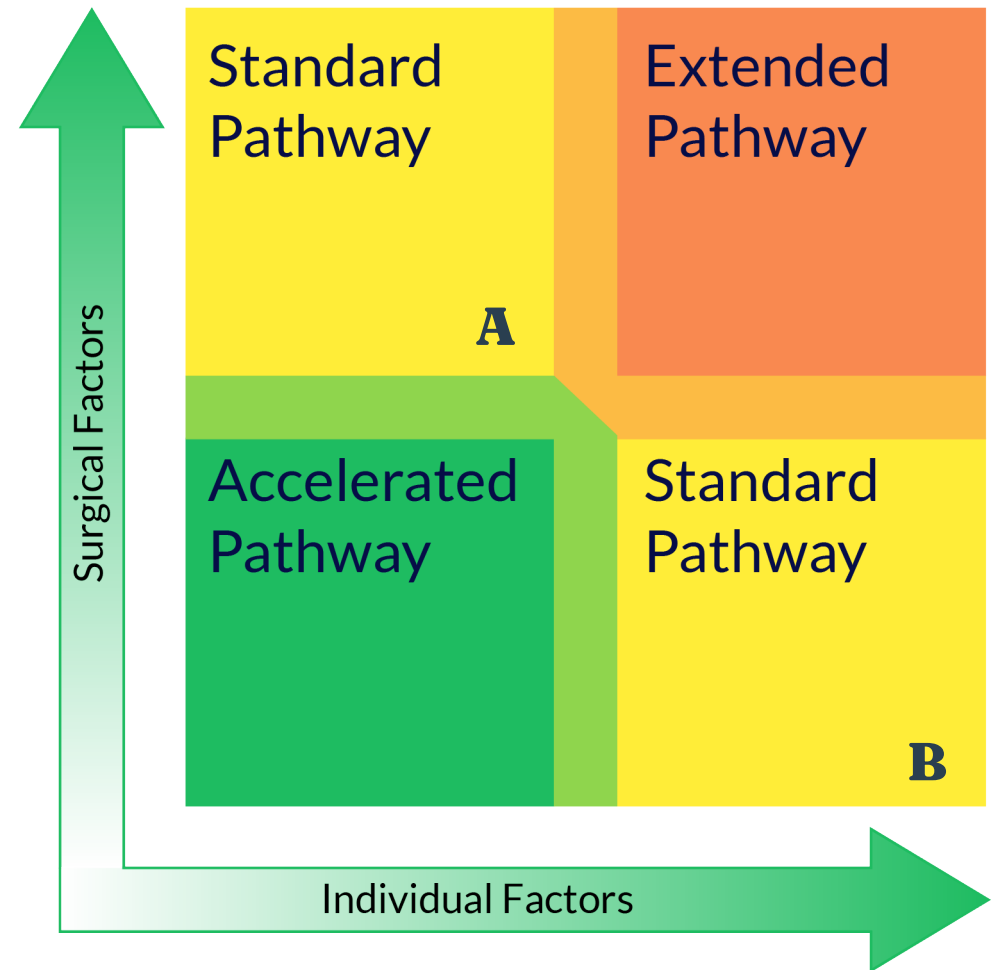 Standard
Pathway
Extended
Pathway
A
Surgical Factors
Accelerated
Pathway
Standard
Pathway
B
Individual Factors